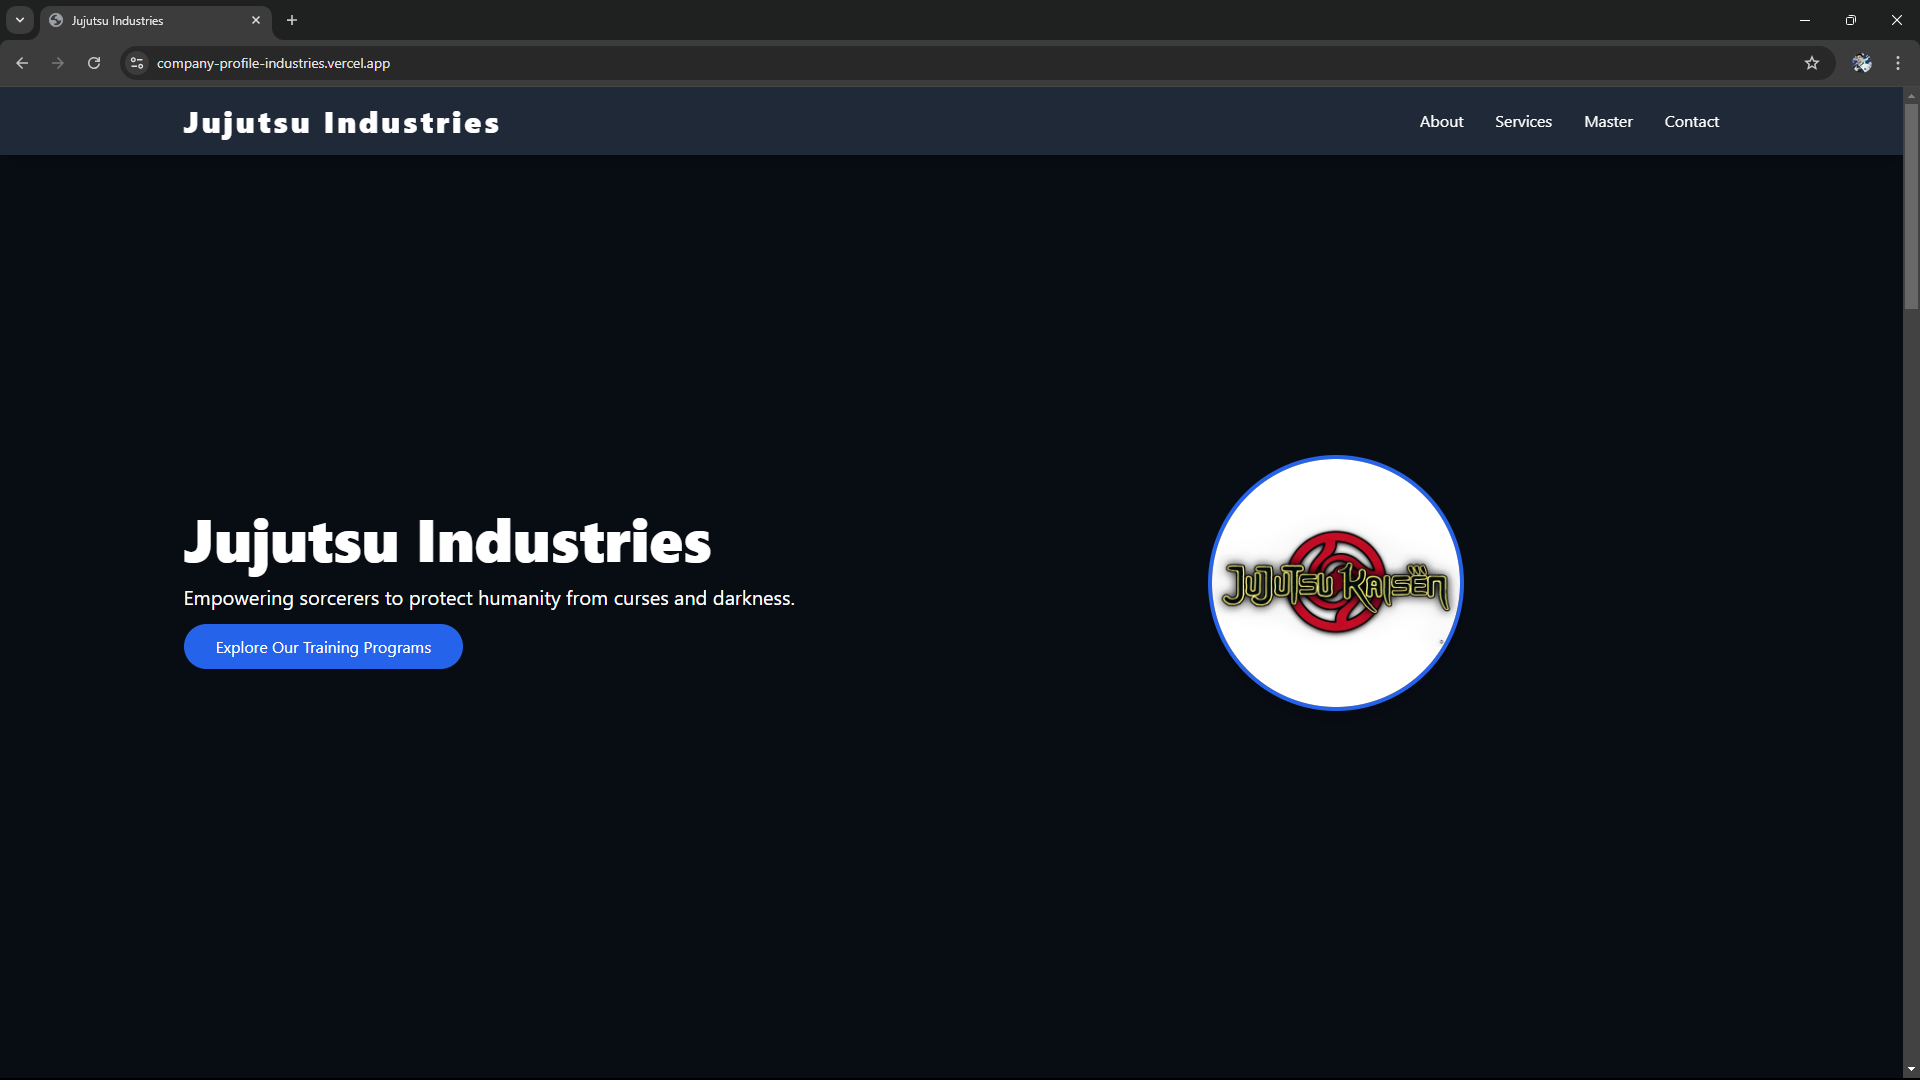 Jujutsu Industries
company-profile-industries.vercel.app
Jujutsu Industries
About
Services
Master
Contact
Jujutsu Industries
Empowering sorcerers to protect humanity from curses and darkness.
Explore Our Training Programs
JUJUTSU KAISEN